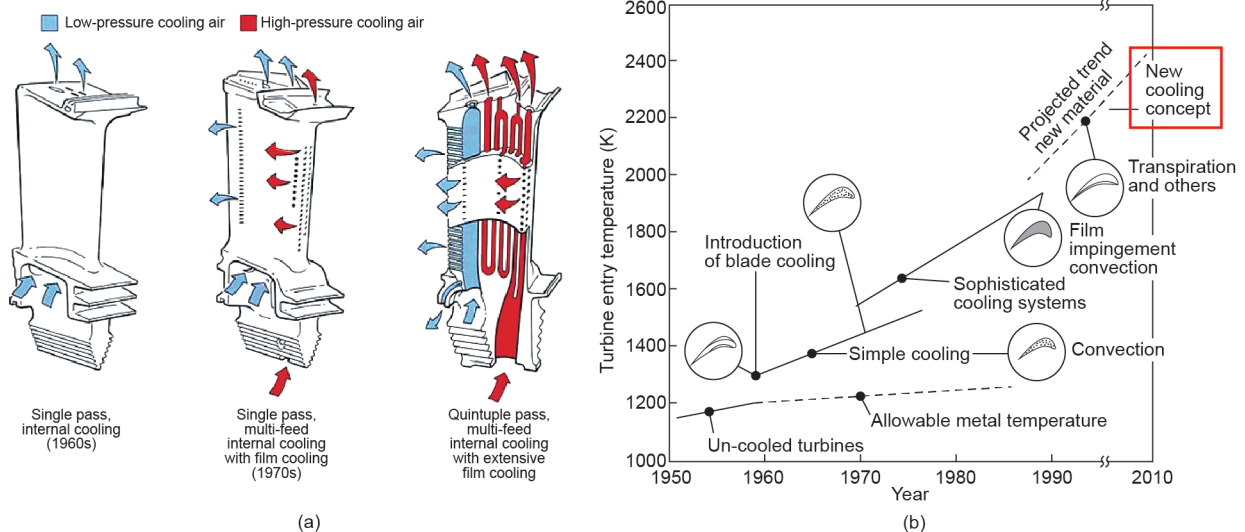 Low-pressure cooling air
High-pressure cooling air
Single pass,
internal cooling
(1960s)
Single pass,
multi-feed
internal cooling
with film cooling
(1970s)
Quintuple pass,
multi-feed
internal cooling
with extensive
film cooling
(a)
Turbine entry temperature (K)
2600
2400
2200
2000
1800
1600
1400
1200
1000
1950
1960
1970
1980
1990
2010
Year
Projected trend
new material
New
cooling
concept
Transpiration
and others
Film
impingement
convection
Introduction
of blade cooling
Sophisticated
cooling systems
Simple cooling
Convection
Allowable metal temperature
Un-cooled turbines
(b)